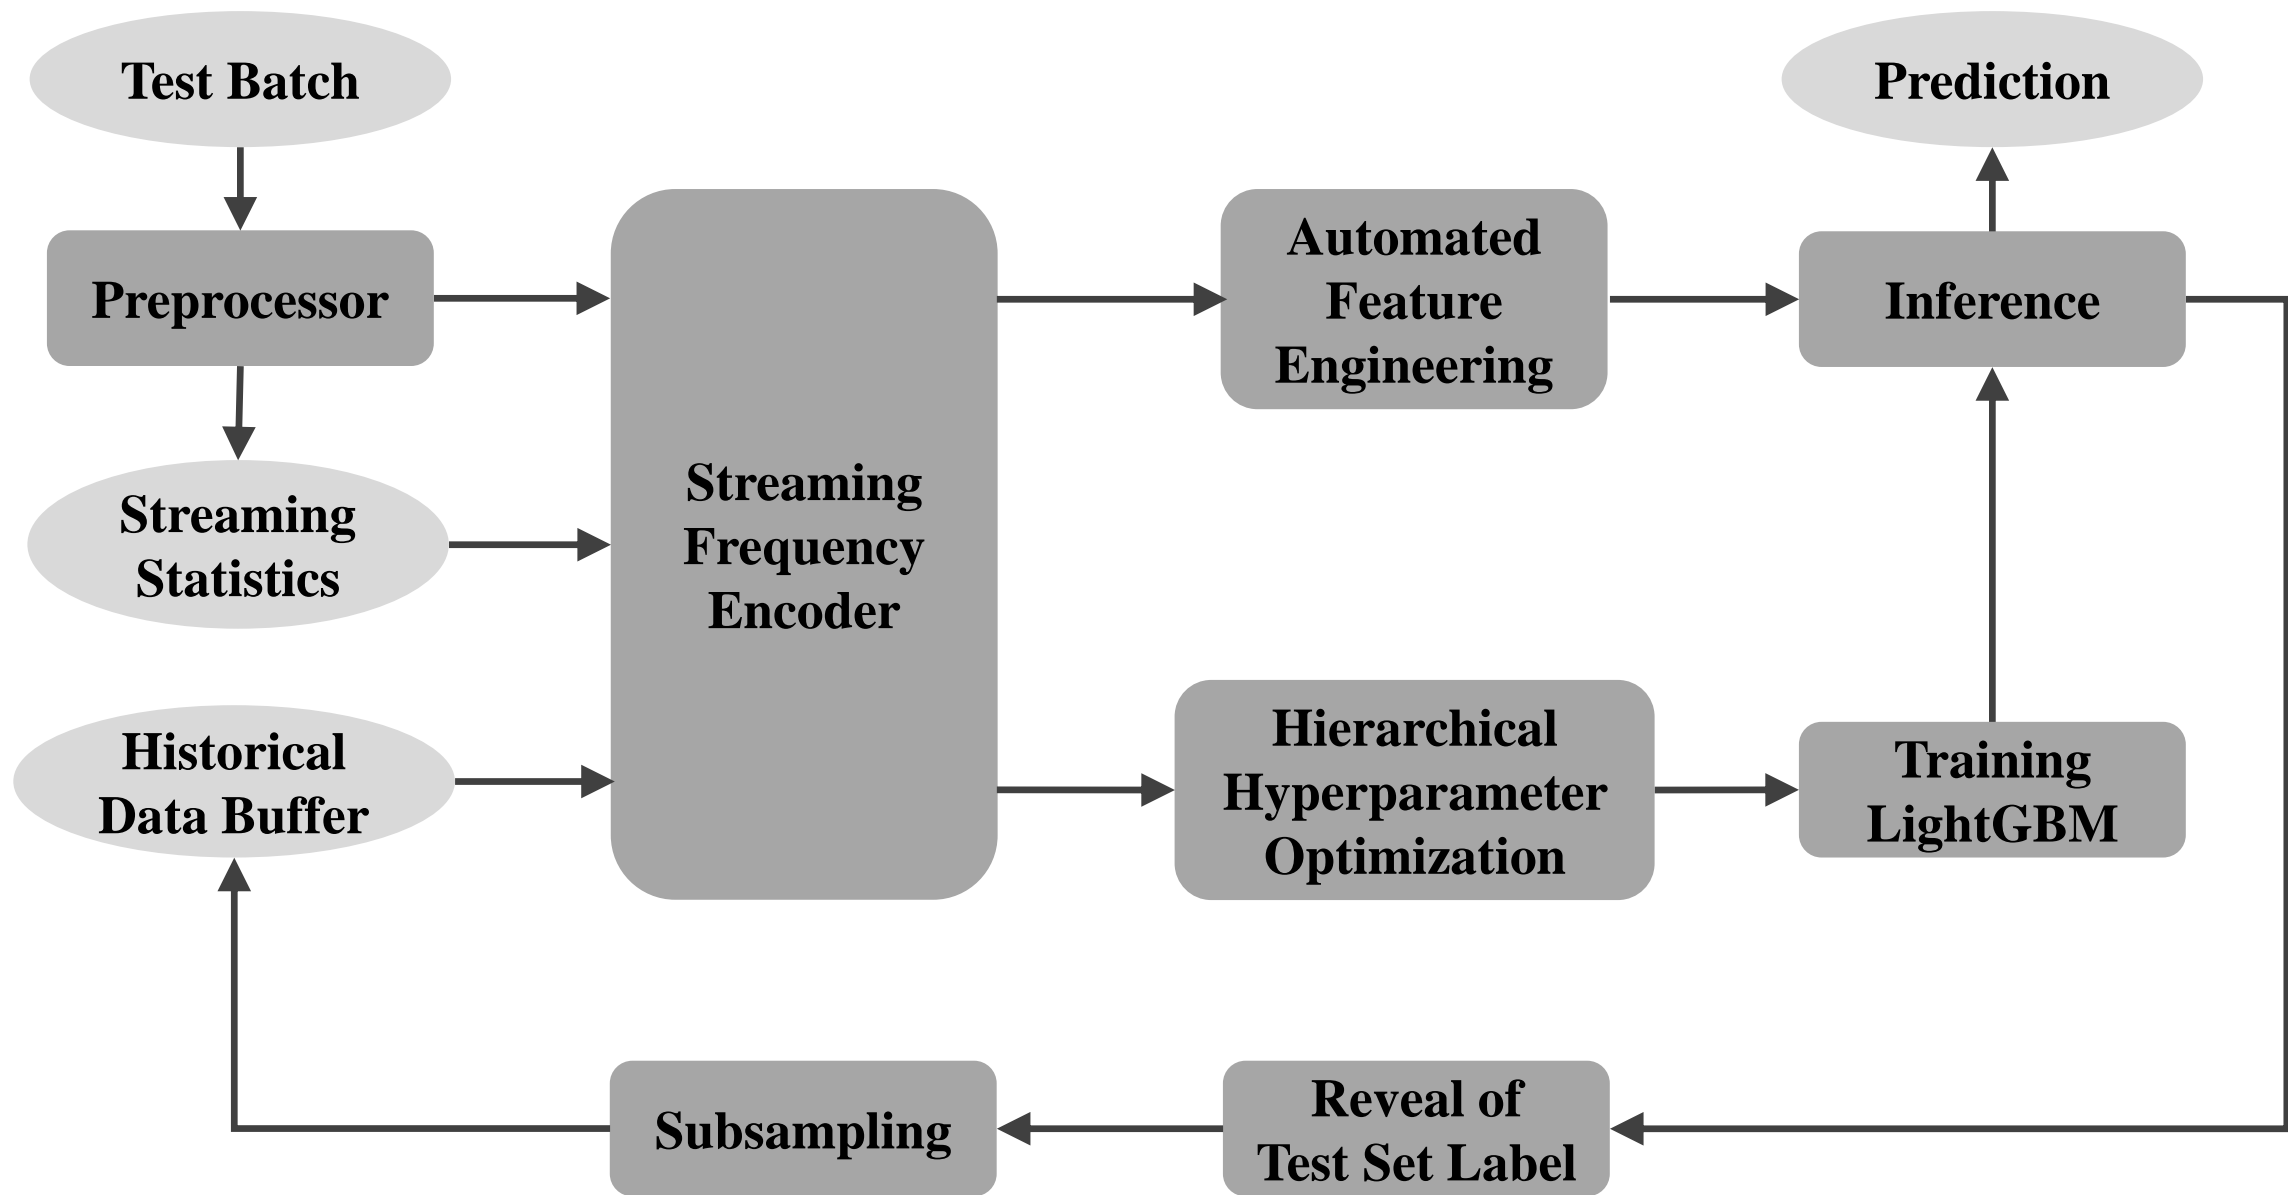 Test Batch
Prediction
Preprocessor
Automated
Feature
Engineering
Inference
Streaming
Statistics
Streaming
Frequency
Encoder
Historical
Data Buffer
Hierarchical
Hyperparameter
Optimization
Training
LightGBM
Subsampling
Reveal of
Test Set Label